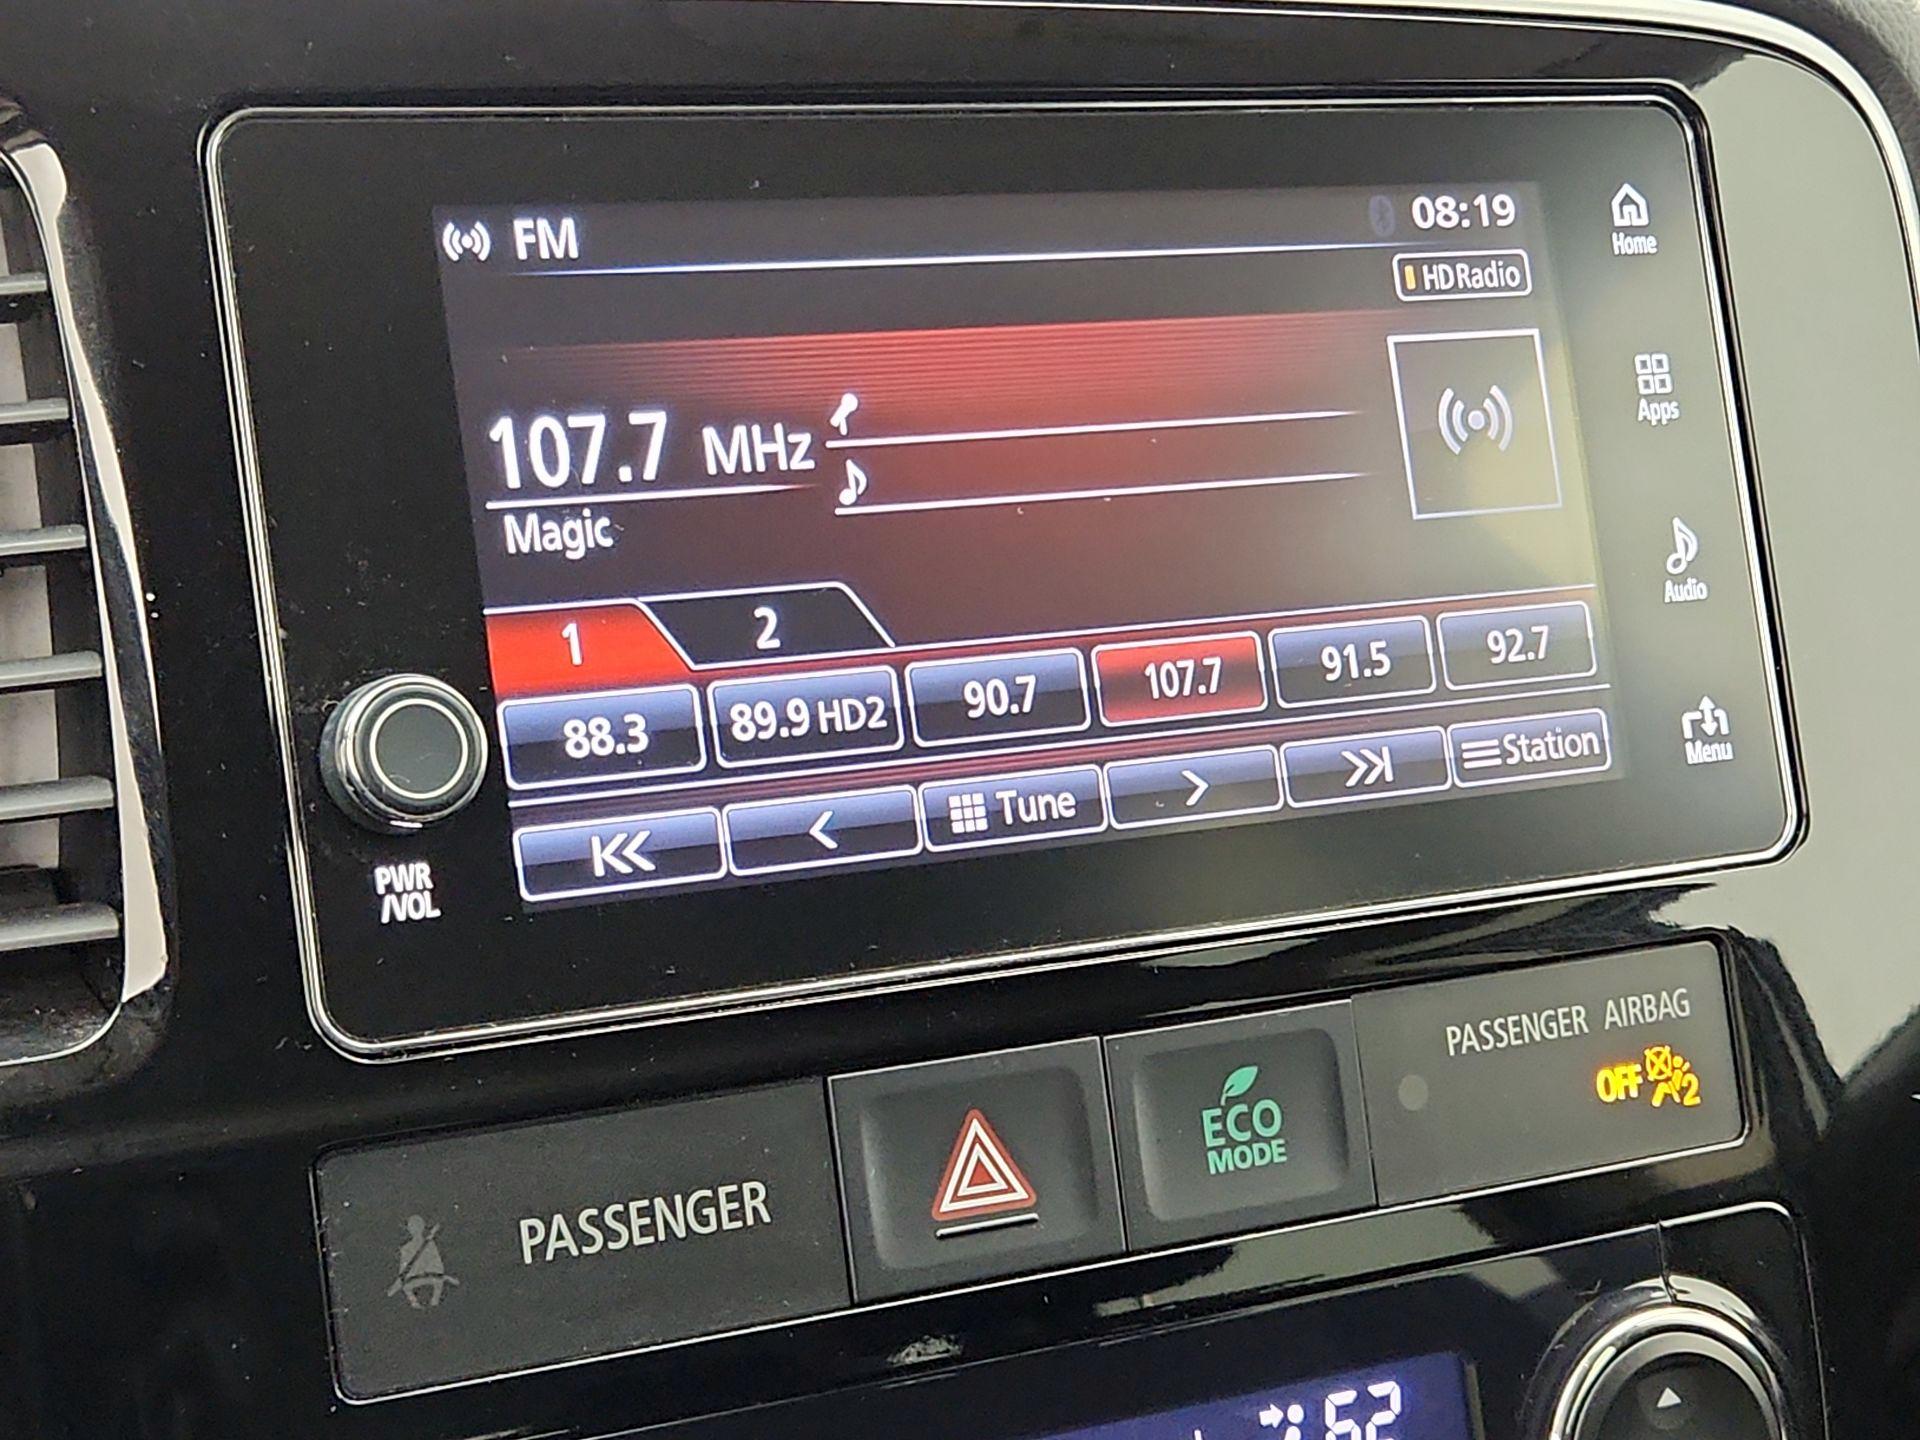 FM
08:19
HD Radio
Home
107.7 MHz
Magic
Apps
Audio
1 2
88.3 89.9 HD2 90.7 107.7 91.5 92.7
Tune Station
Menu
PWR
/VOL
PASSENGER AIRBAG
OFF 2
ECO
MODE
PASSENGER
62